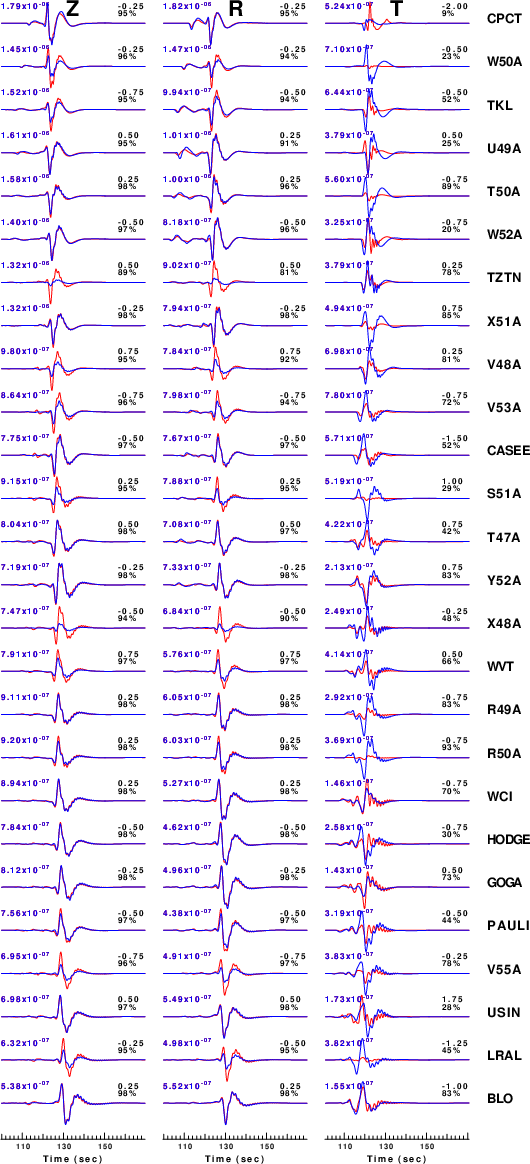 Z R T
1.79x10-06 -0.25 95% 1.82x10-06 -0.25 95% 5.24x10-07 -2.00 9% CPCT
1.45x10-06 -0.25 96% 1.47x10-06 -0.25 94% 7.10x10-07 -0.50 23% W50A
1.52x10-06 -0.75 95% 9.94x10-07 -0.50 94% 6.44x10-07 -0.50 52% TKL
1.61x10-06 0.50 95% 1.01x10-06 0.25 91% 3.79x10-07 0.50 25% U49A
1.58x10-06 0.25 98% 1.00x10-06 0.25 96% 5.60x10-07 -0.75 89% T50A
1.40x10-06 -0.50 97% 8.18x10-07 -0.50 96% 3.25x10-07 -0.75 20% W52A
1.32x10-06 0.50 89% 9.02x10-07 0.50 81% 3.79x10-07 0.25 78% TZTN
1.32x10-06 -0.25 98% 7.94x10-07 -0.25 98% 4.94x10-07 0.75 85% X51A
9.80x10-07 0.75 95% 7.84x10-07 0.75 92% 6.98x10-07 0.25 81% V48A
8.64x10-07 -0.75 96% 7.98x10-07 -0.75 94% 7.80x10-07 -0.75 72% V53A
7.75x10-07 -0.50 97% 7.67x10-07 -0.50 97% 5.71x10-07 -1.50 52% CASEE
9.15x10-07 0.25 95% 7.88x10-07 0.25 95% 5.19x10-07 1.00 29% S51A
8.04x10-07 0.50 98% 7.08x10-07 0.50 97% 4.22x10-07 0.75 42% T47A
7.19x10-07 -0.25 98% 7.33x10-07 -0.25 98% 2.13x10-07 0.75 83% Y52A
7.47x10-07 -0.50 94% 6.84x10-07 -0.50 90% 2.49x10-07 -0.25 48% X48A
7.91x10-07 0.75 97% 5.76x10-07 0.75 97% 4.14x10-07 0.50 66% WVT
9.11x10-07 0.25 98% 6.05x10-07 0.25 98% 2.92x10-07 -0.75 83% R49A
9.20x10-07 0.25 98% 6.03x10-07 0.25 98% 3.69x10-07 -0.75 93% R50A
8.94x10-07 0.25 98% 5.27x10-07 0.25 98% 1.46x10-07 -0.75 70% WCI
7.84x10-07 -0.50 98% 4.62x10-07 -0.50 98% 2.58x10-07 -0.75 30% HODGE
8.12x10-07 -0.25 98% 4.96x10-07 -0.25 98% 1.43x10-07 0.50 73% GOGA
7.56x10-07 -0.50 97% 4.38x10-07 -0.50 97% 3.19x10-07 -0.50 44% PAULI
6.95x10-07 -0.75 96% 4.91x10-07 -0.75 97% 3.83x10-07 -0.25 78% V55A
6.98x10-07 0.50 97% 5.49x10-07 0.50 98% 1.73x10-07 1.75 28% USIN
6.32x10-07 -0.25 95% 4.98x10-07 -0.50 95% 3.82x10-07 -1.25 45% LRAL
5.38x10-07 0.25 98% 5.52x10-07 0.25 98% 1.55x10-07 -1.00 83% BLO
110 130 150 110 130 150 110 130 150
Time (sec) Time (sec) Time (sec)